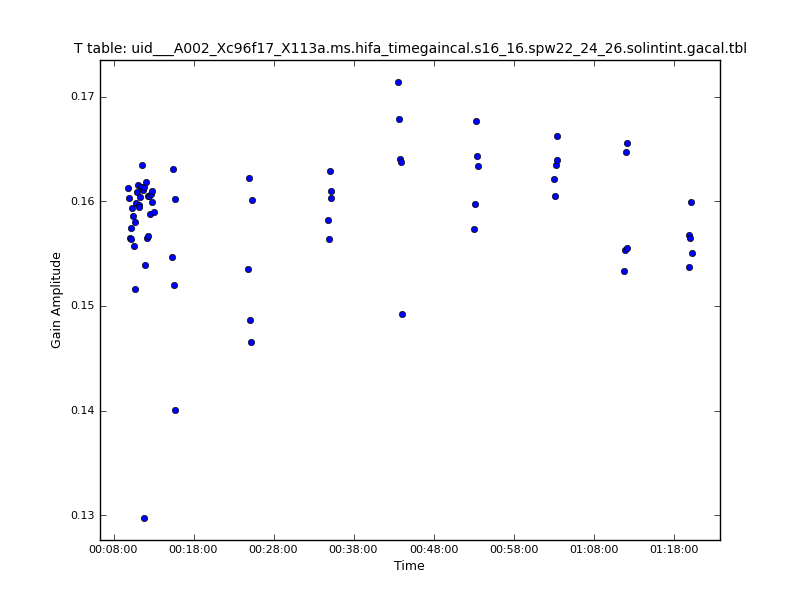 T table: uid___A002_Xc96f17_X113a.ms.hifa_timegaincal.s16_16.spw22_24_26.solintint.gacal.tbl
0.17
0.16
0.15
0.14
0.13
Gain Amplitude
00:08:00 00:18:00 00:28:00 00:38:00 00:48:00 00:58:00 01:08:00 01:18:00
Time